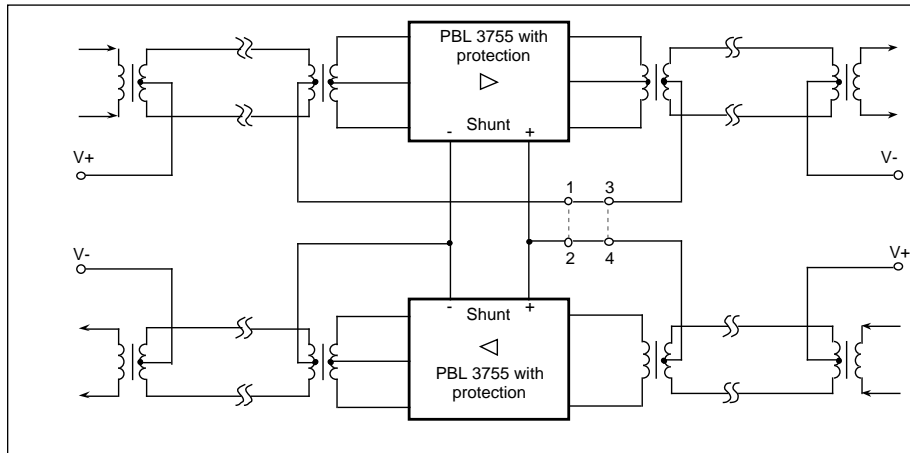 PBL 3755 with
protection
Shunt
- +
V+
V-
1 3
2 4
V-
V+
- +
Shunt
PBL 3755 with
protection